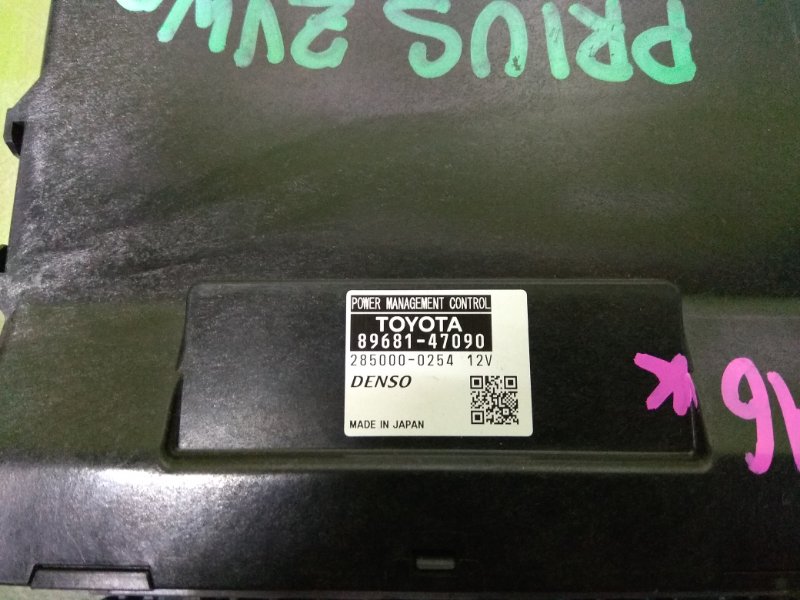 PRIUS ZVW
POWER MANAGEMENT CONTROL
TOYOTA
89681-47090
285000-0254 12V
DENSO
MADE IN JAPAN